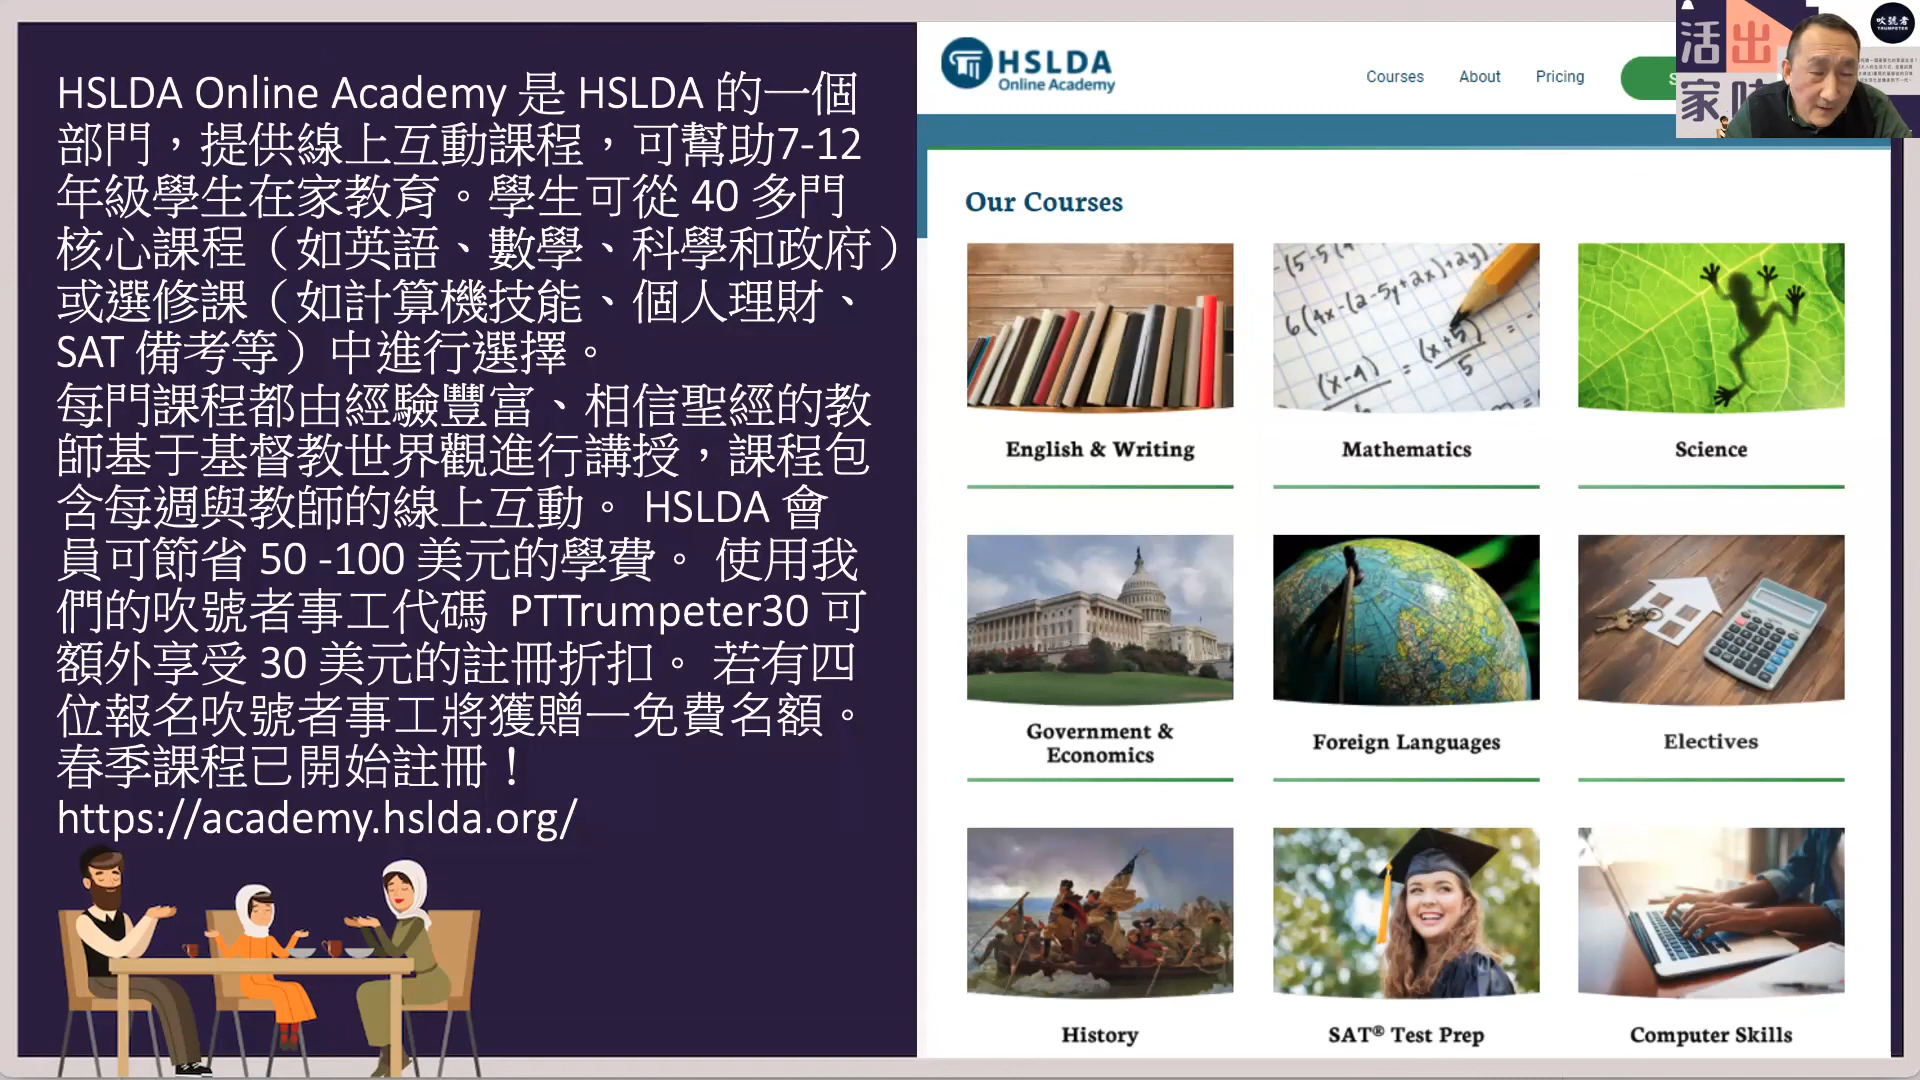 HSLDA Online Academy 是 HSLDA 的一個
部門，提供線上互動課程，可幫助7-12
年級學生在家教育。學生可從 40 多門
核心課程（如英語、數學、科學和政府）
或選修課（如計算機技能、個人理財、
SAT 備考等）中進行選擇。
每門課程都由經驗豐富、相信聖經的教
師基于基督教世界觀進行講授，課程包
含每週與教師的線上互動。 HSLDA 會
員可節省 50 -100 美元的學費。 使用我
們的吹號者事工代碼 PTTrumpeter30 可
額外享受 30 美元的註冊折扣。 若有四
位報名吹號者事工將獲贈一免費名額。
春季課程已開始註冊！
https://academy.hslda.org/
HSLDA
Online Academy
Courses About Pricing
Our Courses
English & Writing
Mathematics
Science
Government &
Economics
Foreign Languages
Electives
History
SAT® Test Prep
Computer Skills
活出
家
吹號者
TRUMPETER